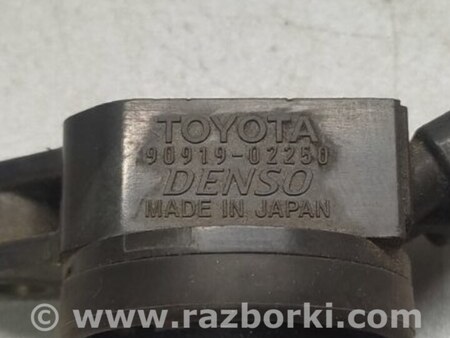 TOYOTA
90919-02250
DENSO
MADE IN JAPAN
© www.razborki.com